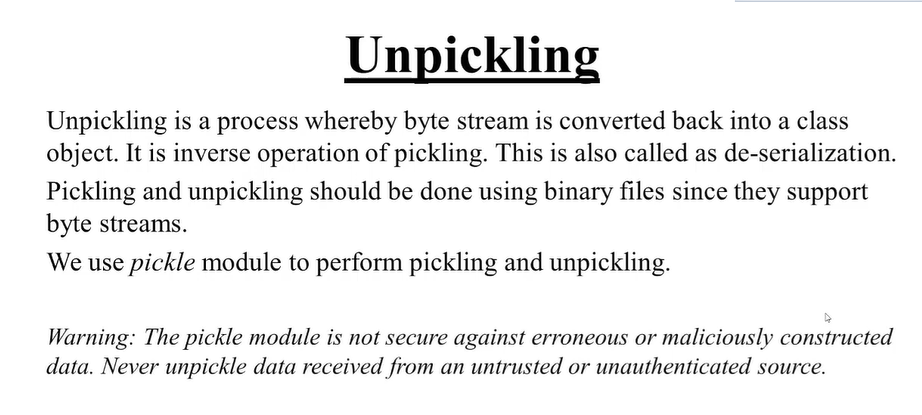 Unpickling
Unpickling is a process whereby byte stream is converted back into a class
object. It is inverse operation of pickling. This is also called as de-serialization.
Pickling and unpickling should be done using binary files since they support
byte streams.
We use pickle module to perform pickling and unpickling.
Warning: The pickle module is not secure against erroneous or maliciously constructed
data. Never unpickle data received from an untrusted or unauthenticated source.